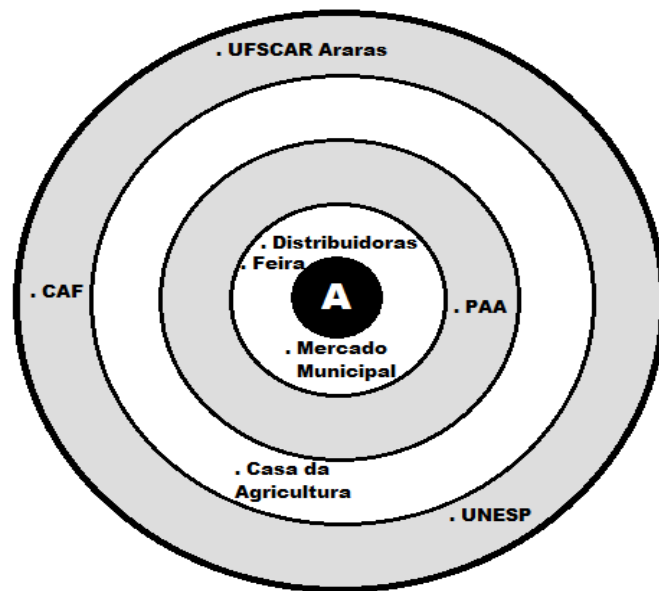 . UFSCAR Araras
. Distribuidoras
. Feira
. CAF
A
. PAA
. Mercado
Municipal
. Casa da
Agricultura
. UNESP